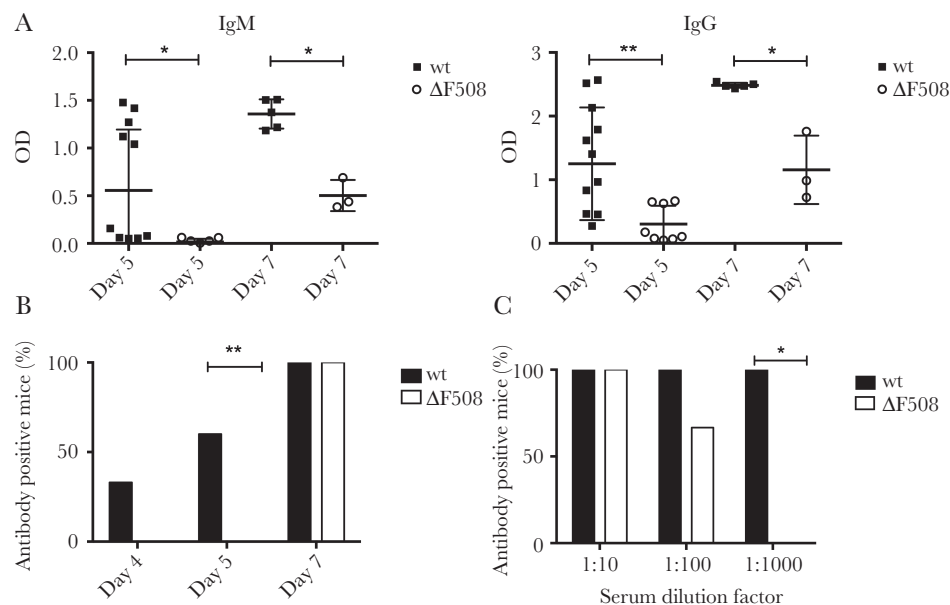 A
IgM
IgG
2.0
1.5
1.0
0.5
0.0
OD
*
*
wt
ΔF508
Day 5
Day 5
Day 7
Day 7
3
2
1
0
OD
**
*
wt
ΔF508
Day 5
Day 5
Day 7
Day 7
B
Antibody positive mice (%)
100
50
0
**
wt
ΔF508
Day 4
Day 5
Day 7
C
Antibody positive mice (%)
100
50
0
*
wt
ΔF508
1:10
1:100
1:1000
Serum dilution factor